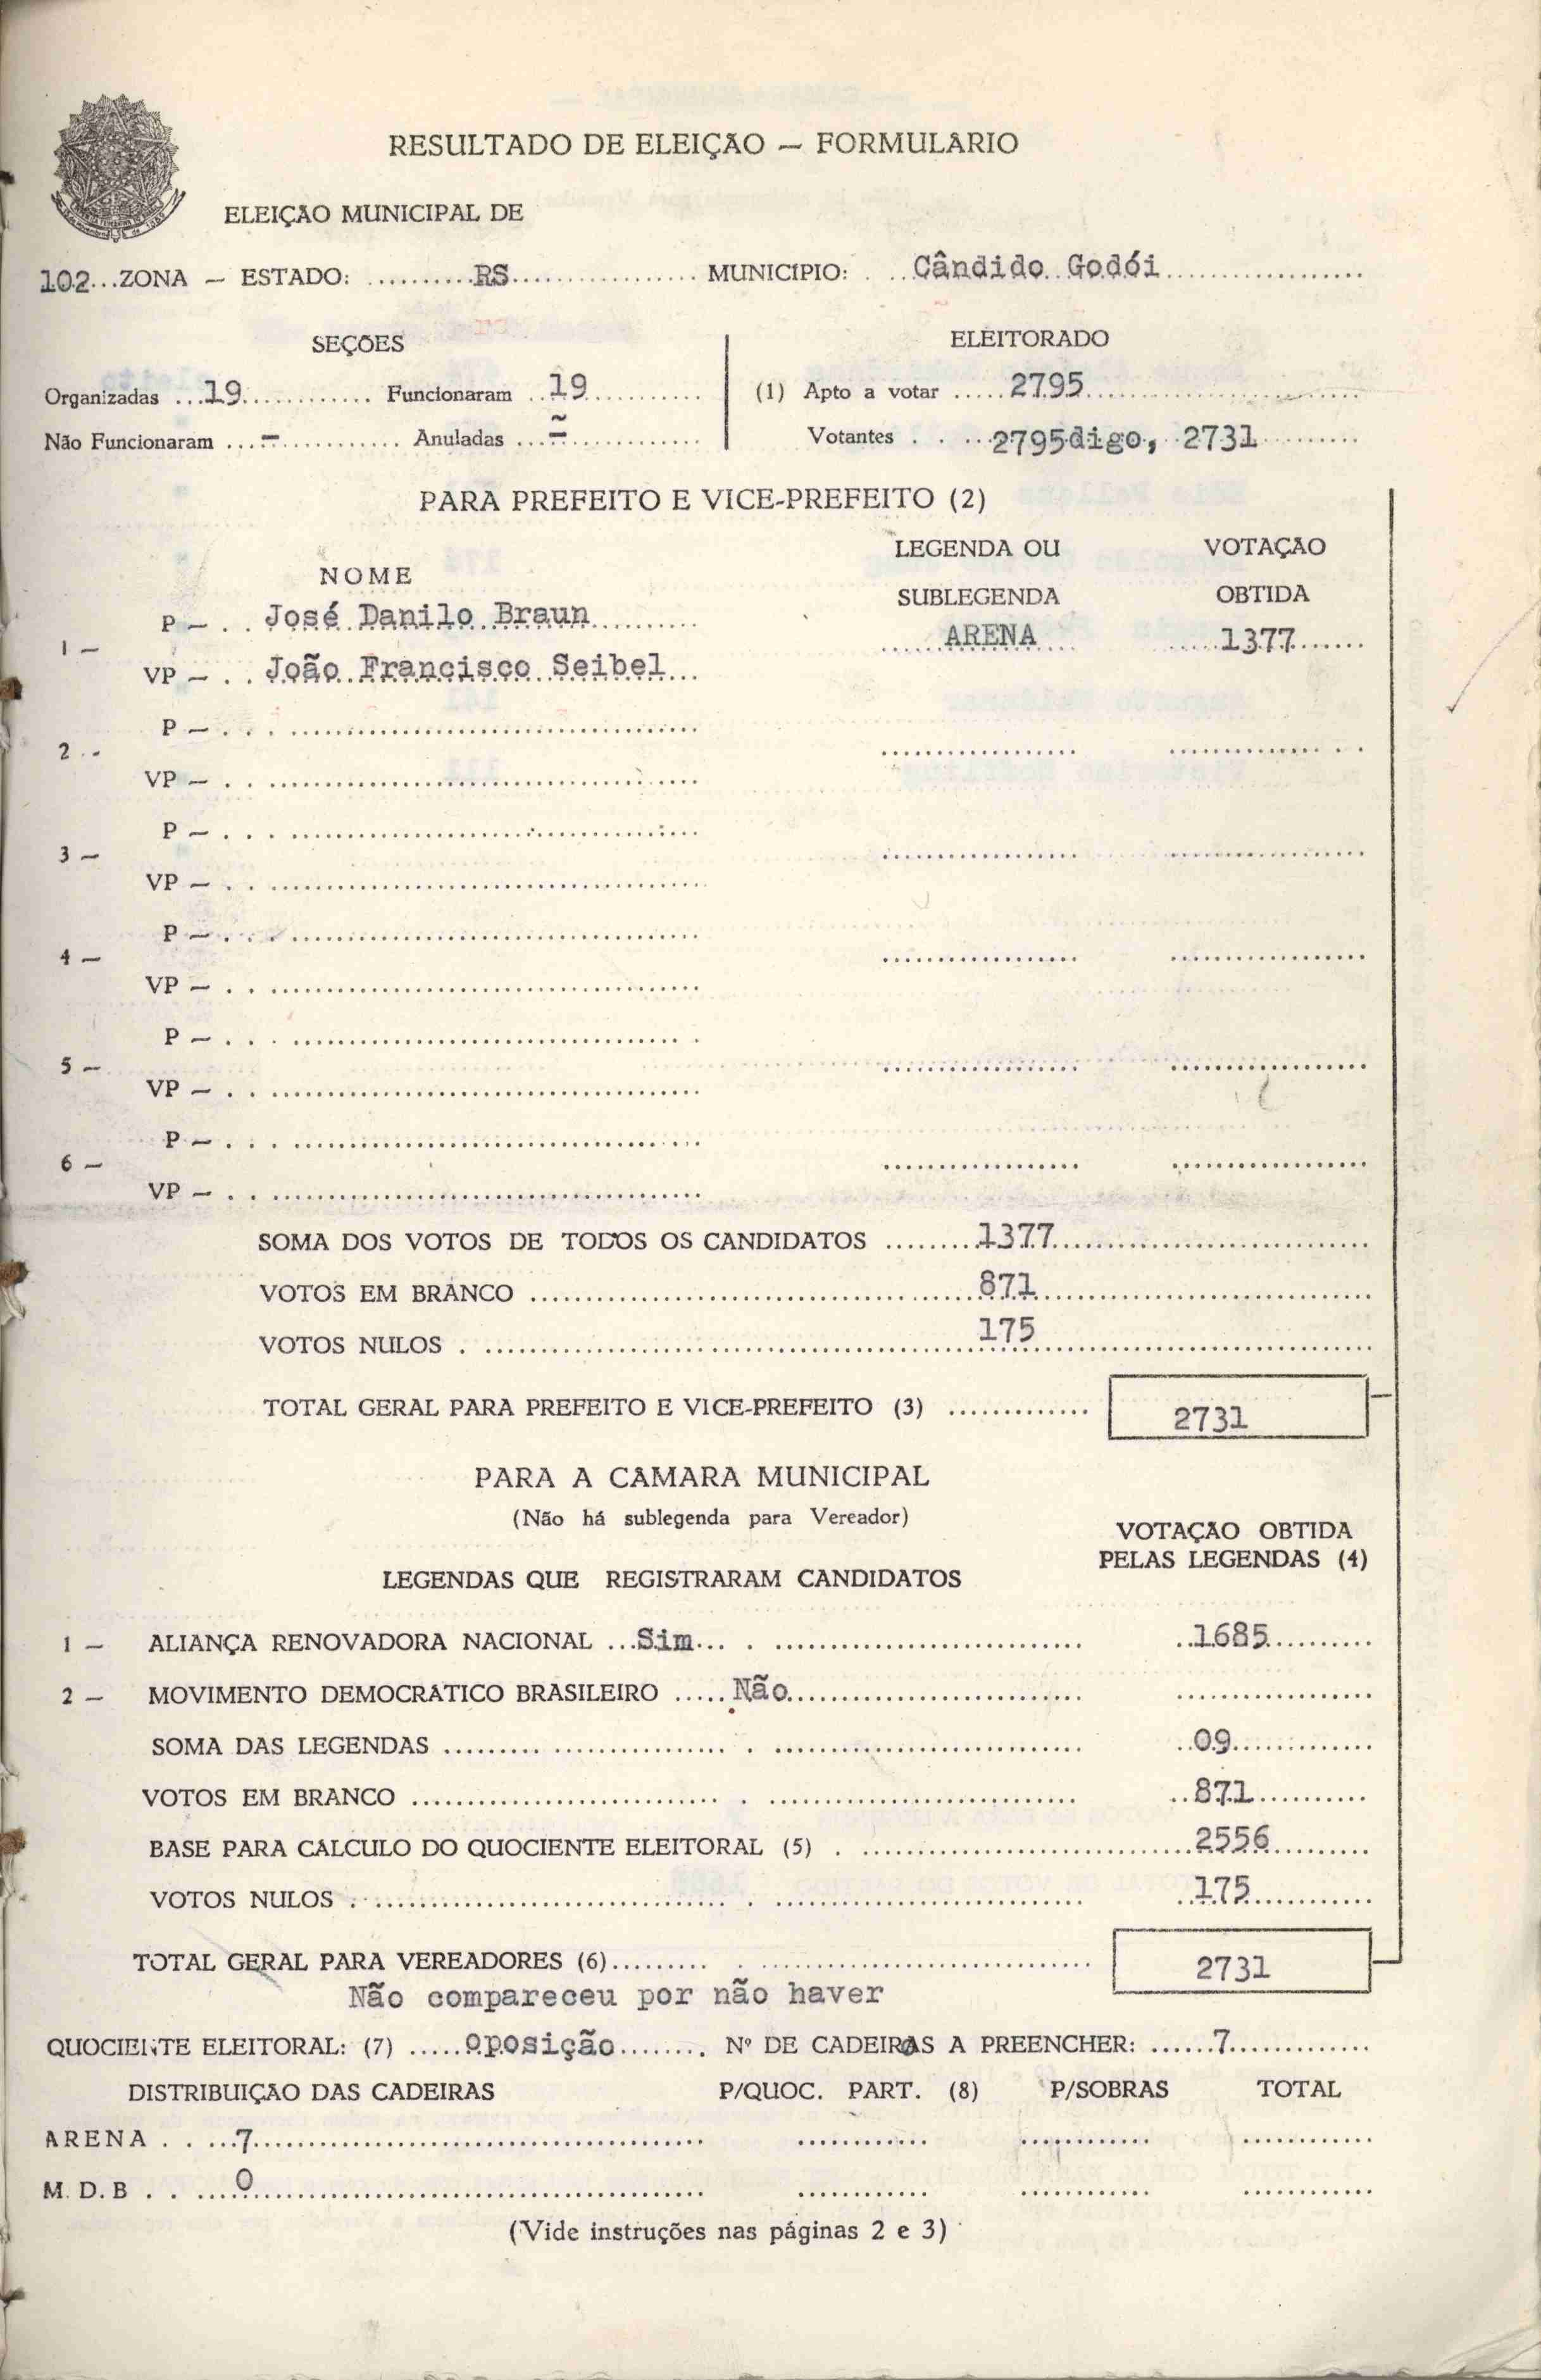 RESULTADO DE ELEIÇÃO — FORMULARIO
ELEIÇÃO MUNICIPAL DE
102 ZONA — ESTADO: RS MUNICIPIO: Cândido Godói
SEÇÕES
ELEITORADO
Organizadas 19 Funcionaram 19 (1) Apto a votar 2795
Não Funcionaram - Anuladas - Votantes 2795digo, 2731
PARA PREFEITO E VICE-PREFEITO (2)
NOME
LEGENDA OU SUBLEGENDA
VOTAÇÃO OBTIDA
1 —
P — José Danilo Braun ARENA 1377
VP — João Francisco Seibel
2 —
P —
VP —
3 —
P —
VP —
4 —
P —
VP —
5 —
P —
VP —
6 —
P —
VP —
SOMA DOS VOTOS DE TODOS OS CANDIDATOS 1377
VOTOS EM BRANCO 871
VOTOS NULOS 175
TOTAL GERAL PARA PREFEITO E VICE-PREFEITO (3) 2731
PARA A CAMARA MUNICIPAL
(Não há sublegenda para Vereador)
VOTAÇÃO OBTIDA
PELAS LEGENDAS (4)
LEGENDAS QUE REGISTRARAM CANDIDATOS
1 — ALIANÇA RENOVADORA NACIONAL Sim 1685
2 — MOVIMENTO DEMOCRATICO BRASILEIRO Não
SOMA DAS LEGENDAS 09
VOTOS EM BRANCO 871
BASE PARA CALCULO DO QUOCIENTE ELEITORAL (5) 2556
VOTOS NULOS 175
TOTAL GERAL PARA VEREADORES (6) 2731
Não compareceu por não haver
QUOCIENTE ELEITORAL: (7) oposição Nº DE CADEIRAS A PREENCHER: 7
DISTRIBUIÇÃO DAS CADEIRAS P/QUOC. PART. (8) P/SOBRAS TOTAL
ARENA 7
M. D. B 0
(Vide instruções nas páginas 2 e 3)